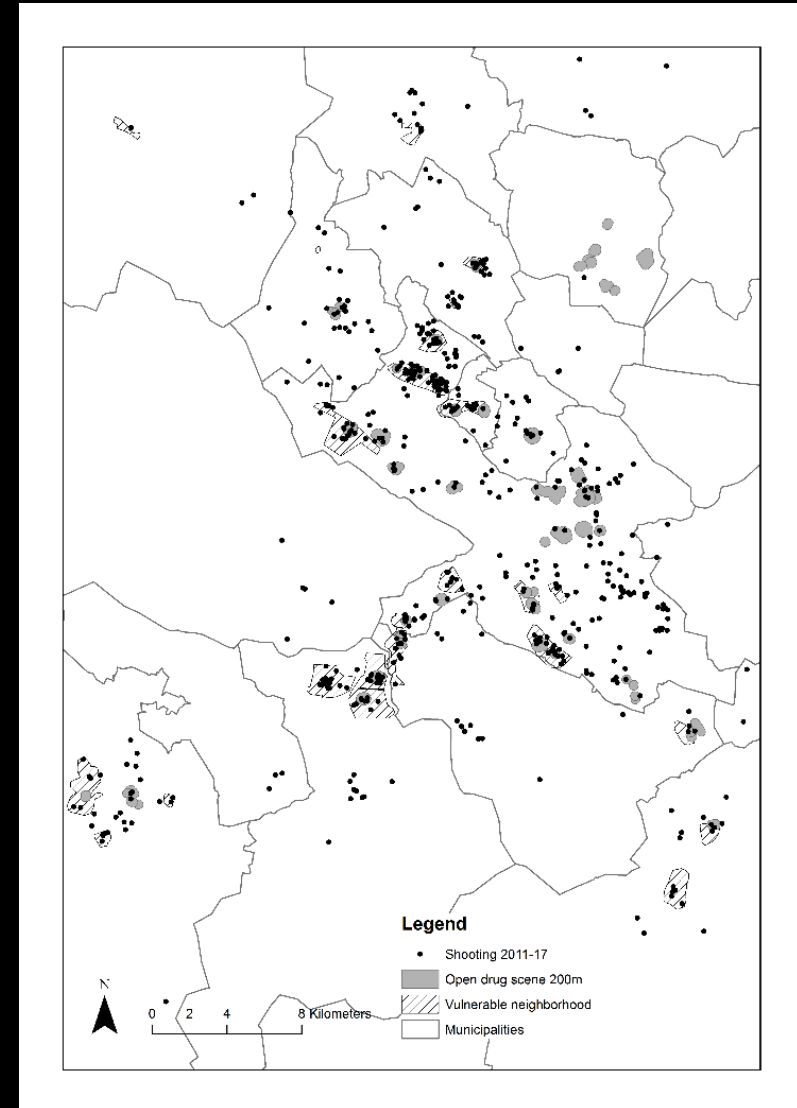 Legend
Shooting 2011-17
Open drug scene 200m
Vulnerable neighborhood
Municipalities
N
0 2 4 8 Kilometers